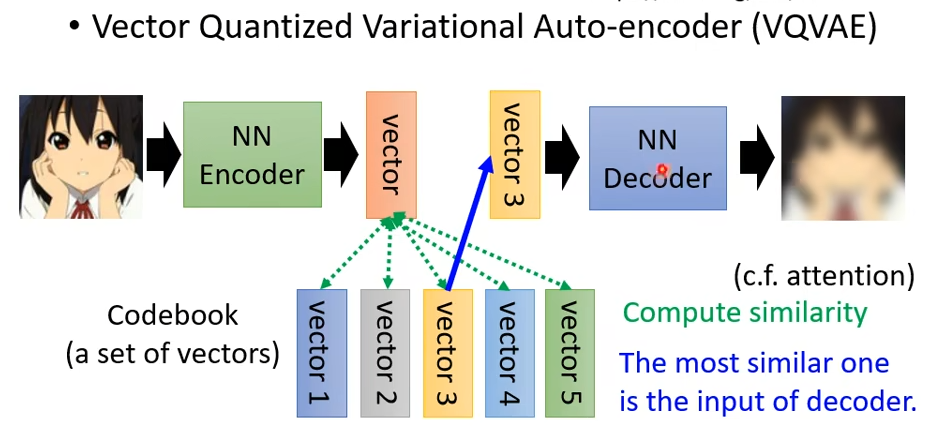 • Vector Quantized Variational Auto-encoder (VQVAE)
NN
Encoder
vector
vector 3
NN
Decoder
(c.f. attention)
Compute similarity
Codebook
(a set of vectors)
vector 1
vector 2
vector 3
vector 4
vector 5
The most similar one
is the input of decoder.